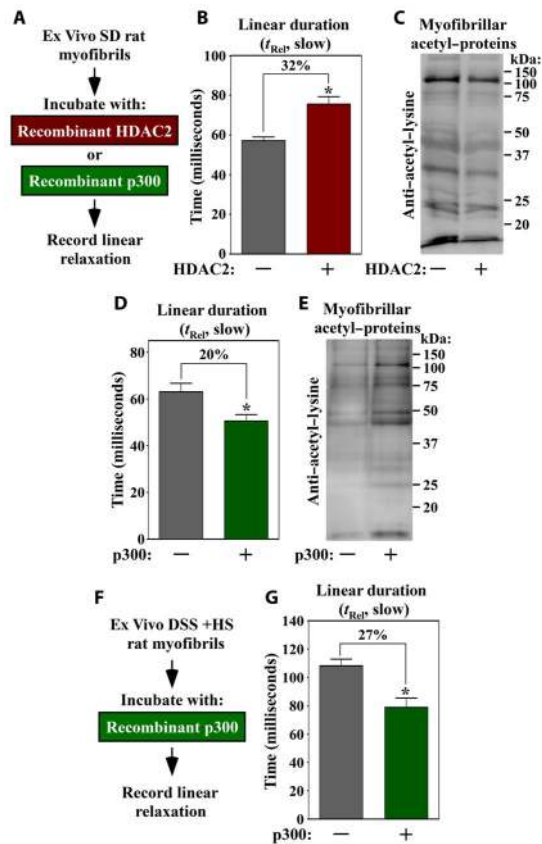 A
Ex Vivo SD rat
myofibrils
Incubate with:
Recombinant HDAC2
or
Recombinant p300
Record linear
relaxation
B
Linear duration
(tRel, slow)
32%
*
Time (milliseconds)
100
80
60
40
20
0
HDAC2: — +
C
Myofibrillar
acetyl–proteins
kDa:
Anti–acetyl–lysine
150
100
75
50
37
25
20
HDAC2: — +
D
Linear duration
(tRel, slow)
20%
*
Time (milliseconds)
80
60
40
20
0
p300: — +
E
Myofibrillar
acetyl–proteins
kDa:
Anti–acetyl–lysine
150
100
75
50
37
25
20
p300: — +
F
Ex Vivo DSS +HS
rat myofibrils
Incubate with:
Recombinant p300
Record linear
relaxation
G
Linear duration
(tRel, slow)
27%
*
Time (milliseconds)
140
120
100
80
60
40
20
0
p300: — +